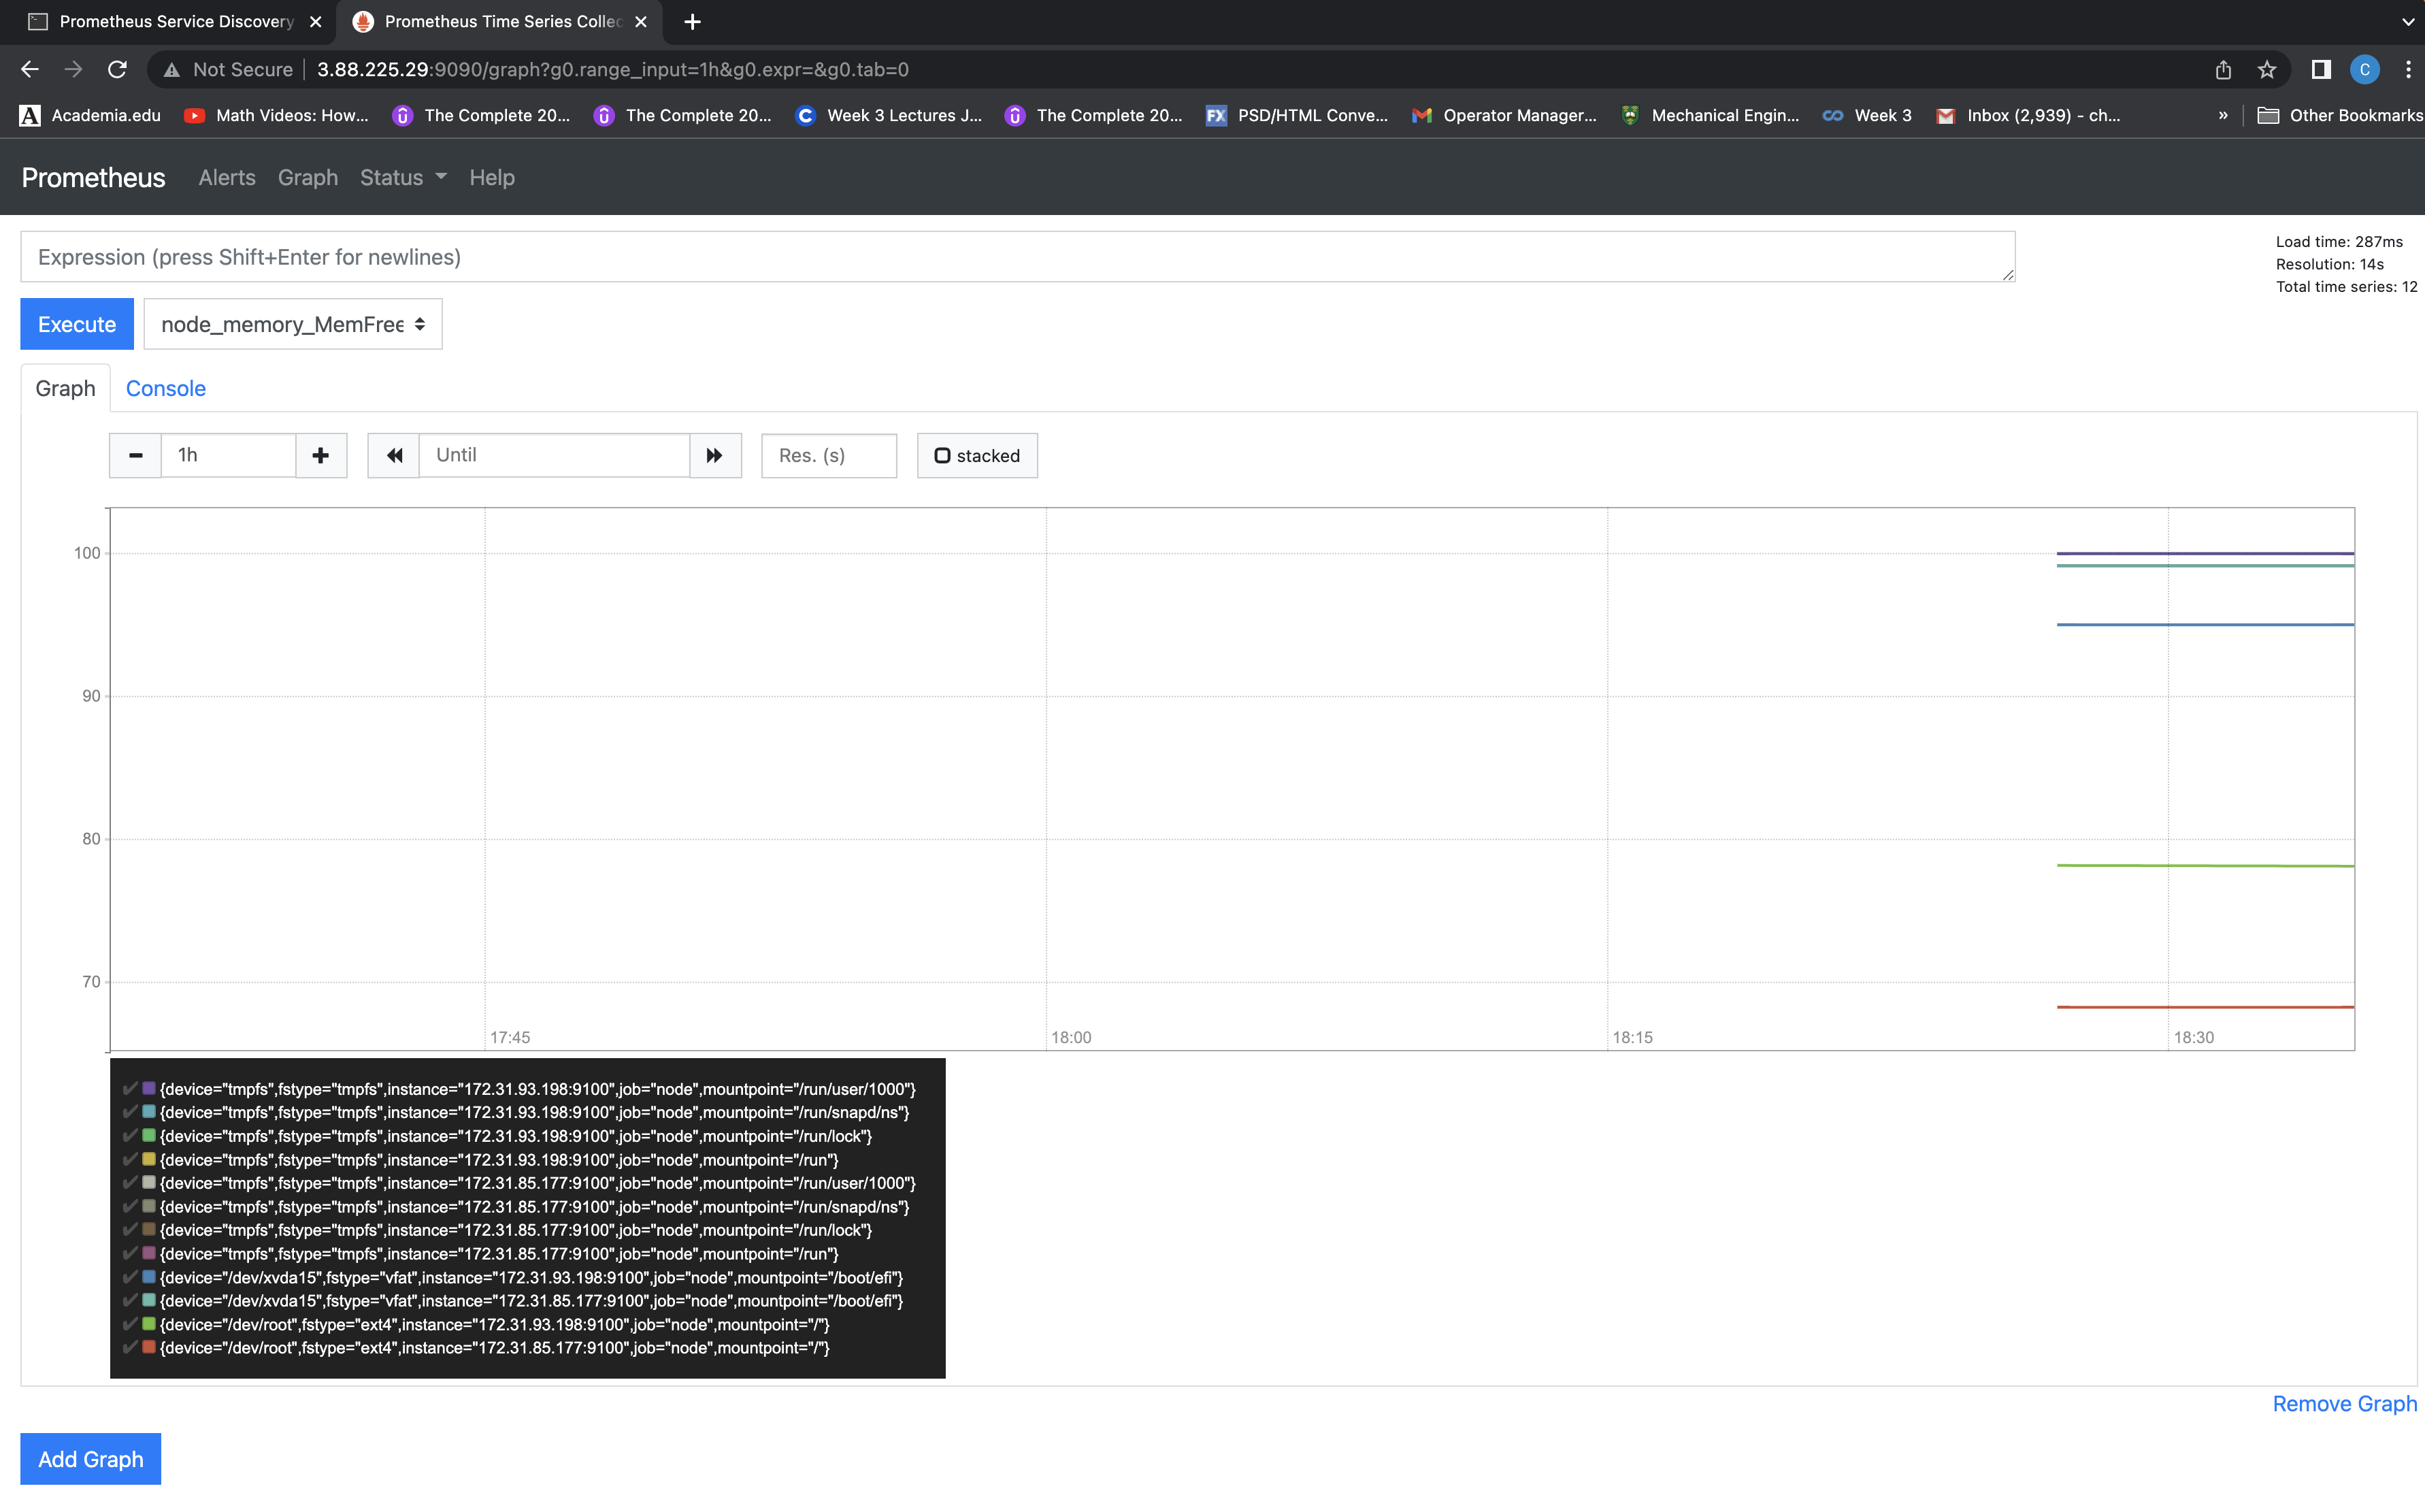 Prometheus Service Discovery
Prometheus Time Series Collec
Not Secure
3.88.225.29:9090/graph?g0.range_input=1h&g0.expr=&g0.tab=0
C
Academia.edu
Math Videos: How...
The Complete 20...
The Complete 20...
Week 3 Lectures J...
The Complete 20...
PSD/HTML Conve...
Operator Manager...
Mechanical Engin...
Week 3
Inbox (2,939) - ch...
»
Other Bookmarks
Prometheus Alerts Graph Status Help
Expression (press Shift+Enter for newlines)
Load time: 287ms
Resolution: 14s
Total time series: 12
Execute
node_memory_MemFree
Graph Console
1h
Until
Res. (s)
stacked
100
90
80
70
17:45
18:00
18:15
18:30
{device="tmpfs",fstype="tmpfs",instance="172.31.93.198:9100",job="node",mountpoint="/run/user/1000"}
{device="tmpfs",fstype="tmpfs",instance="172.31.93.198:9100",job="node",mountpoint="/run/snapd/ns"}
{device="tmpfs",fstype="tmpfs",instance="172.31.93.198:9100",job="node",mountpoint="/run/lock"}
{device="tmpfs",fstype="tmpfs",instance="172.31.93.198:9100",job="node",mountpoint="/run"}
{device="tmpfs",fstype="tmpfs",instance="172.31.85.177:9100",job="node",mountpoint="/run/user/1000"}
{device="tmpfs",fstype="tmpfs",instance="172.31.85.177:9100",job="node",mountpoint="/run/snapd/ns"}
{device="tmpfs",fstype="tmpfs",instance="172.31.85.177:9100",job="node",mountpoint="/run/lock"}
{device="tmpfs",fstype="tmpfs",instance="172.31.85.177:9100",job="node",mountpoint="/run"}
{device="/dev/xvda15",fstype="vfat",instance="172.31.93.198:9100",job="node",mountpoint="/boot/efi"}
{device="/dev/xvda15",fstype="vfat",instance="172.31.85.177:9100",job="node",mountpoint="/boot/efi"}
{device="/dev/root",fstype="ext4",instance="172.31.93.198:9100",job="node",mountpoint="/"}
{device="/dev/root",fstype="ext4",instance="172.31.85.177:9100",job="node",mountpoint="/"}
Remove Graph
Add Graph